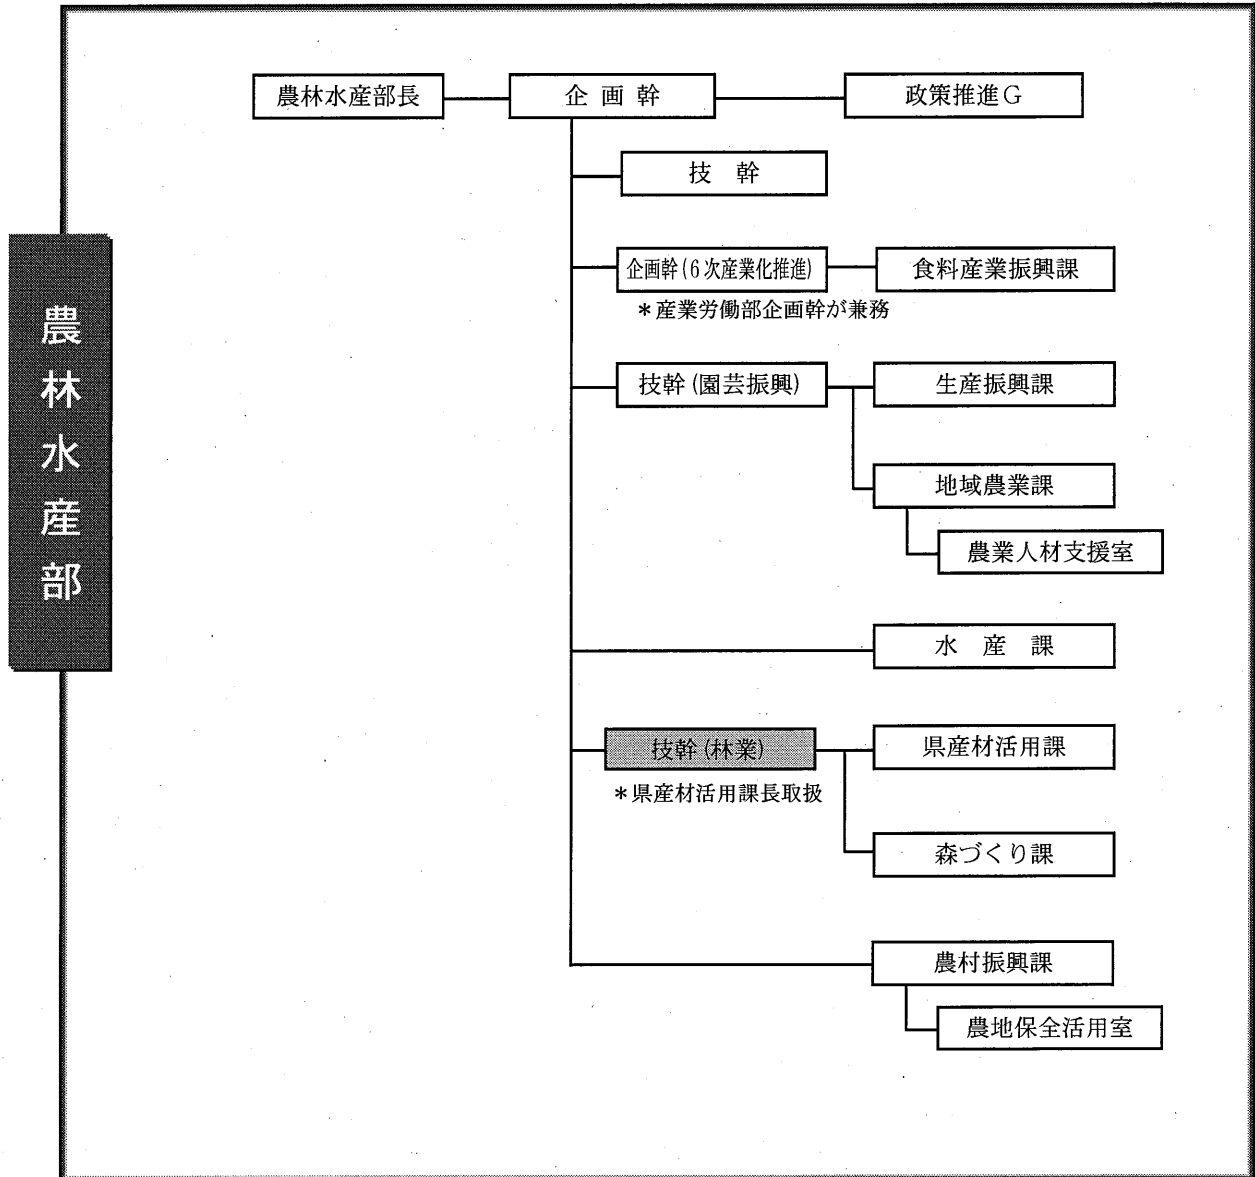 農林水産部
農林水産部長
企画幹
政策推進G
技幹
企画幹(6次産業化推進)
食料産業振興課
*産業労働部企画幹が兼務
技幹(園芸振興)
生産振興課
地域農業課
農業人材支援室
水産課
技幹(林業)
県産材活用課
*県産材活用課長取扱
森づくり課
農村振興課
農地保全活用室